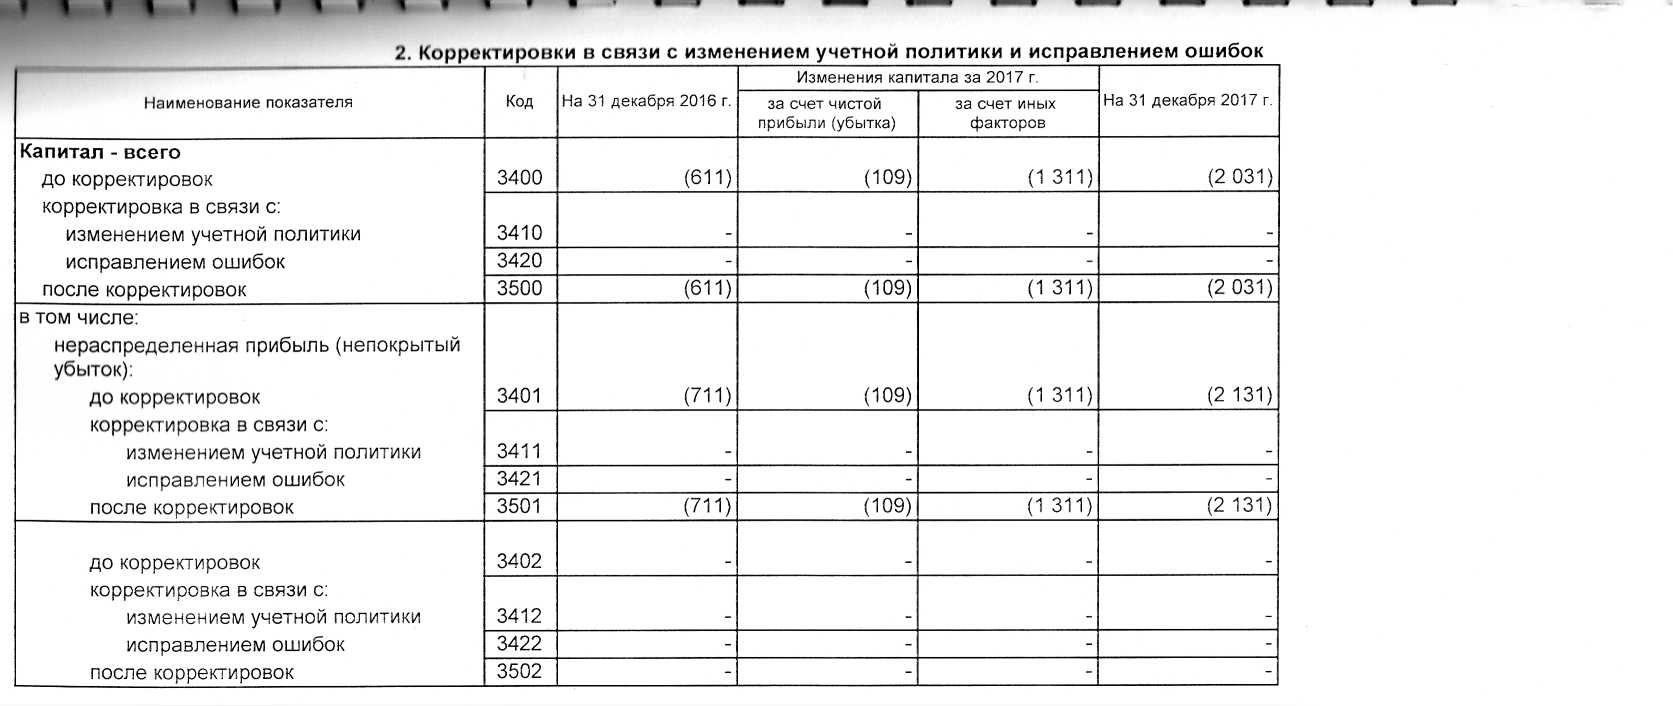 2. Корректировки в связи с изменением учетной политики и исправлением ошибок
Наименование показателя Код На 31 декабря 2016 г. Изменения капитала за 2017 г. На 31 декабря 2017 г.
за счет чистой прибыли (убытка) за счет иных факторов
Капитал - всего
до корректировок 3400 (611) (109) (1 311) (2 031)
корректировка в связи с:
изменением учетной политики 3410 - - - -
исправлением ошибок 3420 - - - -
после корректировок 3500 (611) (109) (1 311) (2 031)
в том числе:
нераспределенная прибыль (непокрытый
убыток):
до корректировок 3401 (711) (109) (1 311) (2 131)
корректировка в связи с:
изменением учетной политики 3411 - - - -
исправлением ошибок 3421 - - - -
после корректировок 3501 (711) (109) (1 311) (2 131)
до корректировок 3402 - - - -
корректировка в связи с:
изменением учетной политики 3412 - - - -
исправлением ошибок 3422 - - - -
после корректировок 3502 - - - -